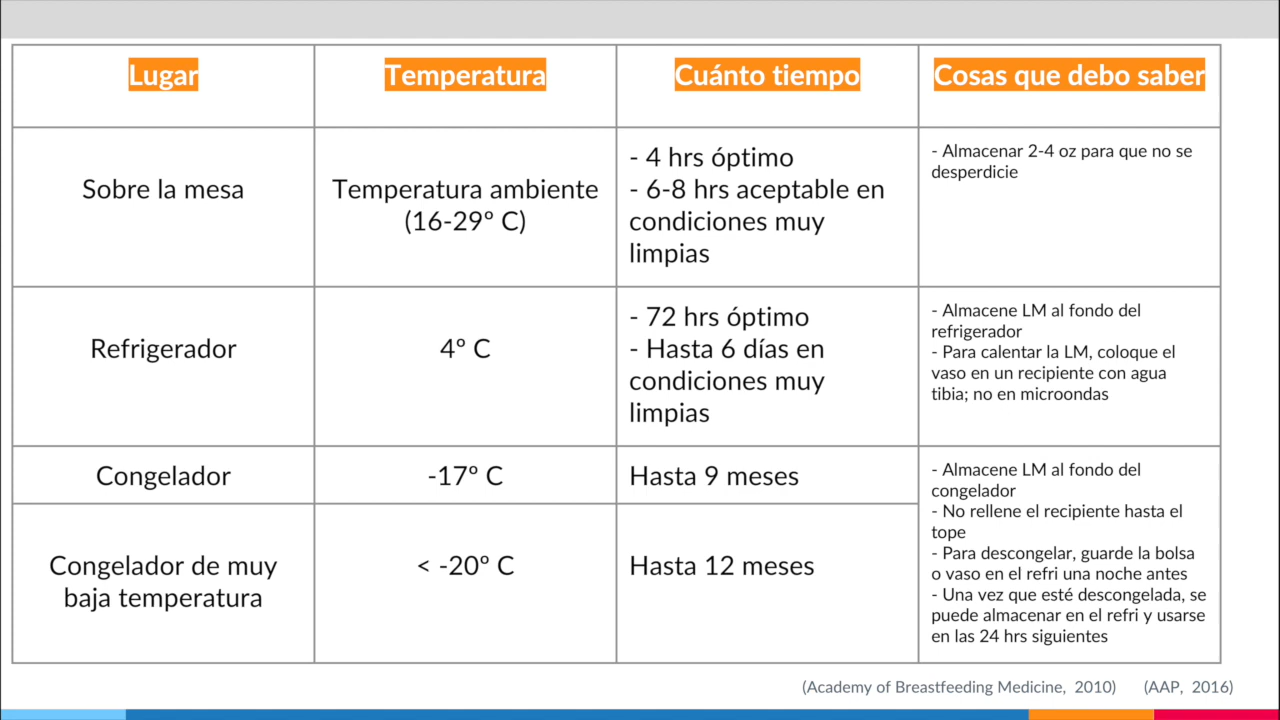 Lugar
Temperatura
Cuánto tiempo
Cosas que debo saber
Sobre la mesa
Temperatura ambiente
(16-29º C)
- 4 hrs óptimo
- 6-8 hrs aceptable en
condiciones muy
limpias
- Almacenar 2-4 oz para que no se
desperdicie
Refrigerador
4º C
- 72 hrs óptimo
- Hasta 6 días en
condiciones muy
limpias
- Almacene LM al fondo del
refrigerador
- Para calentar la LM, coloque el
vaso en un recipiente con agua
tibia; no en microondas
Congelador
-17º C
Hasta 9 meses
- Almacene LM al fondo del
congelador
- No rellene el recipiente hasta el
tope
- Para descongelar, guarde la bolsa
o vaso en el refri una noche antes
- Una vez que esté descongelada, se
puede almacenar en el refri y usarse
en las 24 hrs siguientes
Congelador de muy
baja temperatura
< -20º C
Hasta 12 meses
(Academy of Breastfeeding Medicine, 2010) (AAP, 2016)